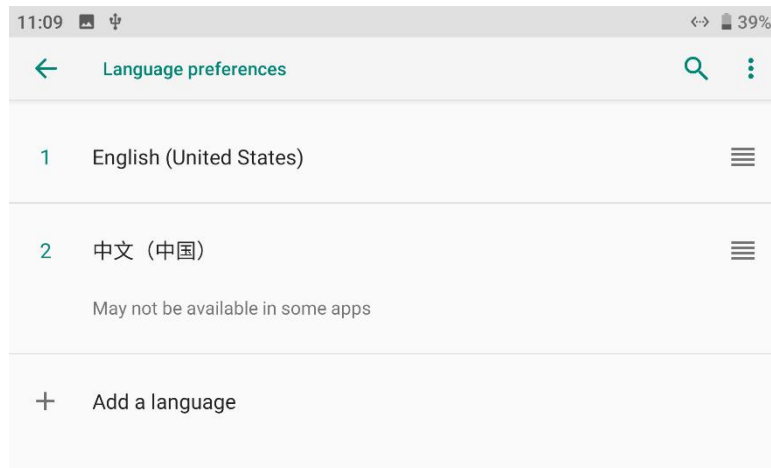 11:09 39%
Language preferences
1 English (United States)
2 中文（中国）
May not be available in some apps
Add a language